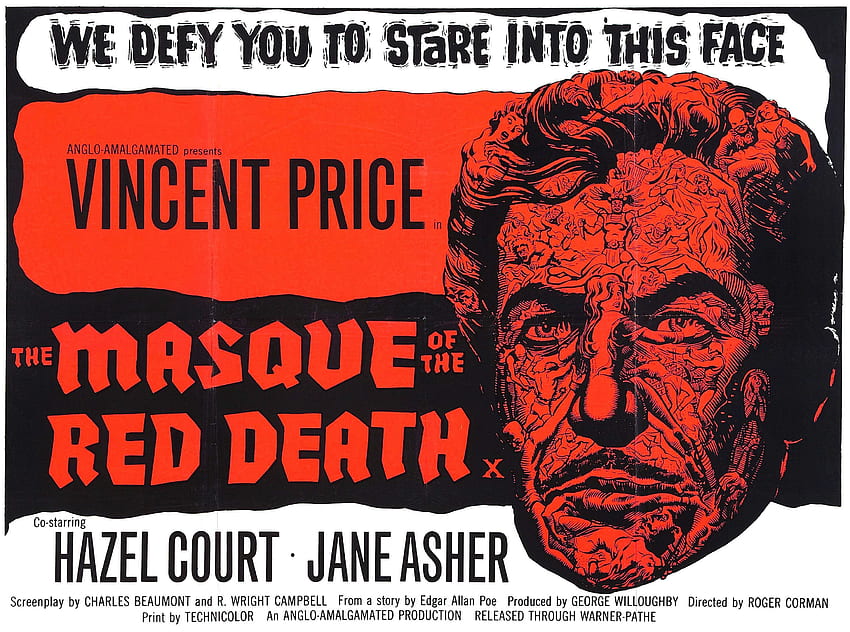 WE DEFY YOU TO STaRE INTO THIS FACE
ANGLO-AMALGAMATED presents
VINCENT PRICE in
THE MASQUE OF THE
RED DEATH X
Co-starring
HAZEL COURT · JANE ASHER
Screenplay by CHARLES BEAUMONT and R. WRIGHT CAMPBELL From a story by Edgar Allan Poe Produced by GEORGE WILLOUGHBY Directed by ROGER CORMAN
Print by TECHNICOLOR An ANGLO-AMALGAMATED PRODUCTION RELEASED THROUGH WARNER-PATHE